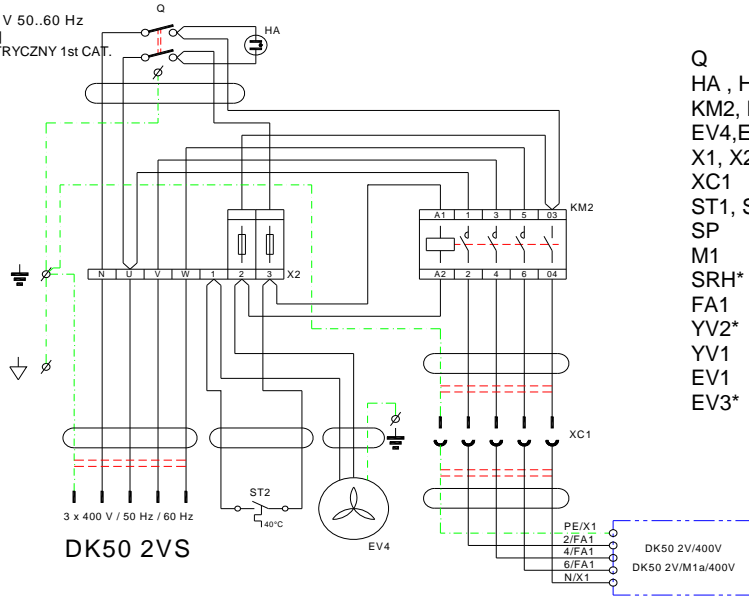 V 50..60 Hz
RYCZNY 1st CAT.
Q
HA
KM2
A1 1 3 5 03
A2 2 4 6 04
N U V W 1 2 3 X2
XC1
ST2
40°C
EV4
3 x 400 V / 50 Hz / 60 Hz
DK50 2VS
PE/X1
2/FA1
4/FA1
6/FA1
N/X1
DK50 2V/400V
DK50 2V/M1a/400V
Q
HA , H
KM2,
EV4,E
X1, X2
XC1
ST1, S
SP
M1
SRH*
FA1
YV2*
YV1
EV1
EV3*